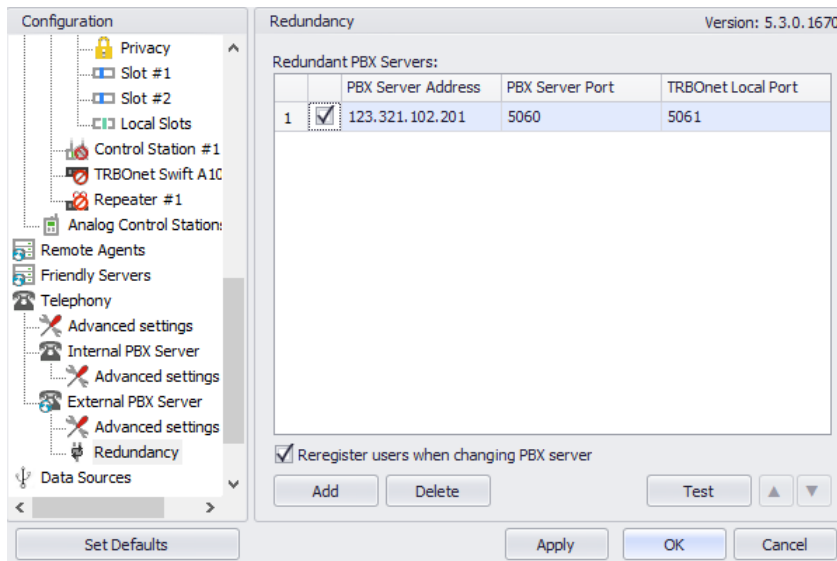 Configuration
Privacy
Slot #1
Slot #2
Local Slots
Control Station #1
TRBOnet Swift A10
Repeater #1
Analog Control Stations
Remote Agents
Friendly Servers
Telephony
Advanced settings
Internal PBX Server
Advanced settings
External PBX Server
Advanced settings
Redundancy
Data Sources
Set Defaults
Redundancy Version: 5.3.0.1670
Redundant PBX Servers:
PBX Server Address PBX Server Port TRBOnet Local Port
1 123.321.102.201 5060 5061
Reregister users when changing PBX server
Add Delete Test
Apply OK Cancel